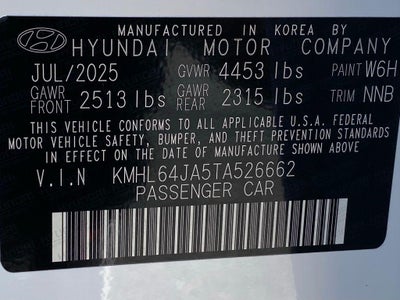 MANUFACTURED IN KOREA BY
HYUNDAI MOTOR COMPANY
JUL/2025 GVWR 4453 lbs PAINT W6H
GAWR FRONT 2513 lbs GAWR REAR 2315 lbs TRIM NNB
THIS VEHICLE CONFORMS TO ALL APPLICABLE U.S.A. FEDERAL
MOTOR VEHICLE SAFETY, BUMPER, AND THEFT PREVENTION STANDARDS
IN EFFECT ON THE DATE OF MANUFACTURE SHOWN ABOVE.
V.I.N KMHL64JA5TA526662
PASSENGER CAR